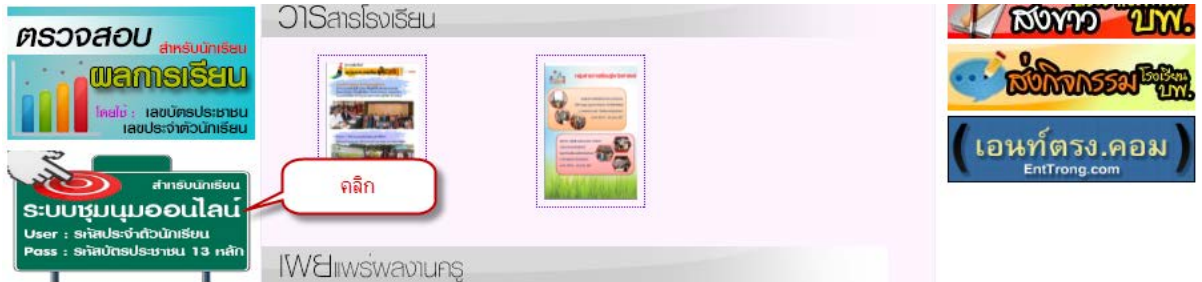 ตรวจสอบ สำหรับนักเรียน
ผลการเรียน
โดยใช้ : เลขบัตรประชาชน
เลขประจำตัวนักเรียน
สำหรับนักเรียน
ระบบชุมนุมออนไลน์
User : รหัสประจำตัวนักเรียน
Pass : รหัสบัตรประชาชน 13 หลัก
วารสารโรงเรียน
คลิก
เผยแพร่ผลงานครู
ส่งข่าว บพ.
ส่งกิจกรรม โรงเรียน บพ.
เอนท์ตรง.คอม
EntTrong.com